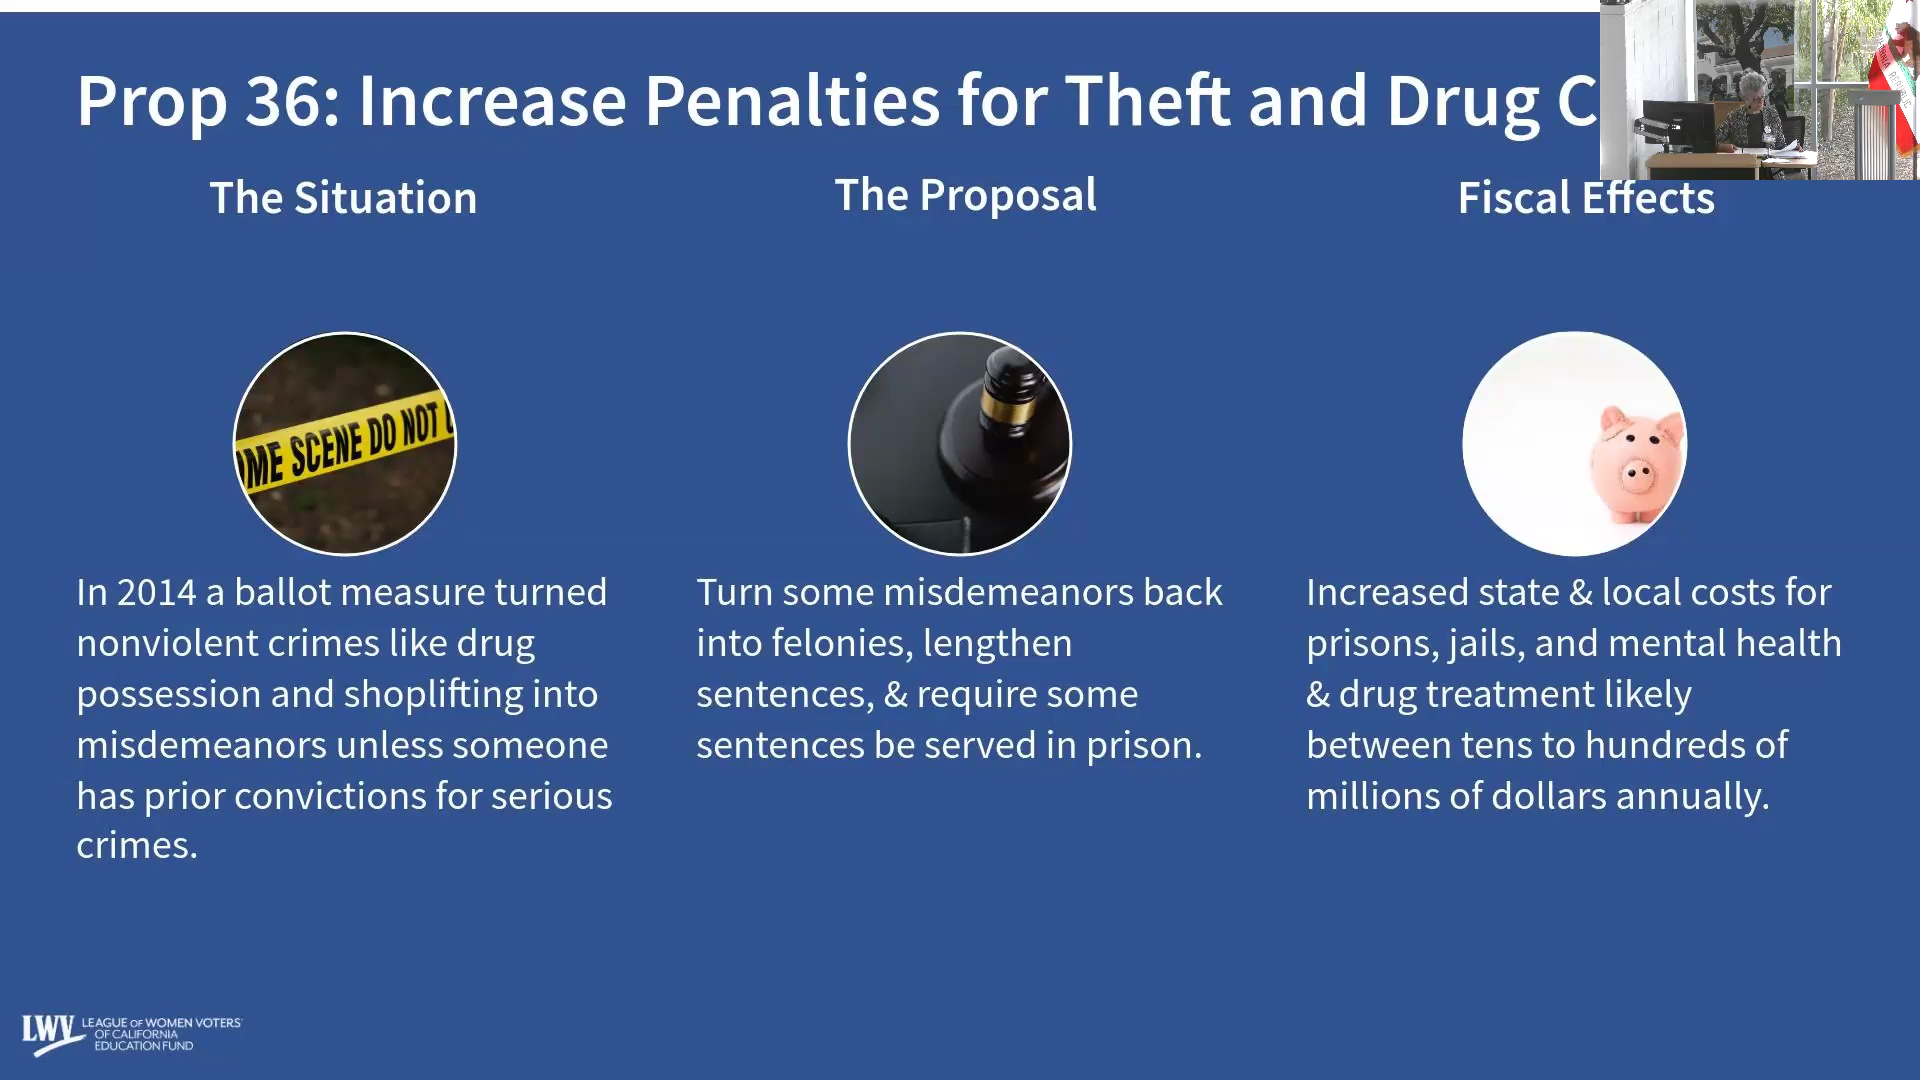 Prop 36: Increase Penalties for Theft and Drug C
The Situation
The Proposal
Fiscal Effects
ME SCENE DO NOT
In 2014 a ballot measure turned
nonviolent crimes like drug
possession and shoplifting into
misdemeanors unless someone
has prior convictions for serious
crimes.
Turn some misdemeanors back
into felonies, lengthen
sentences, & require some
sentences be served in prison.
Increased state & local costs for
prisons, jails, and mental health
& drug treatment likely
between tens to hundreds of
millions of dollars annually.
LWV
LEAGUE OF WOMEN VOTERS®
OF CALIFORNIA
EDUCATION FUND